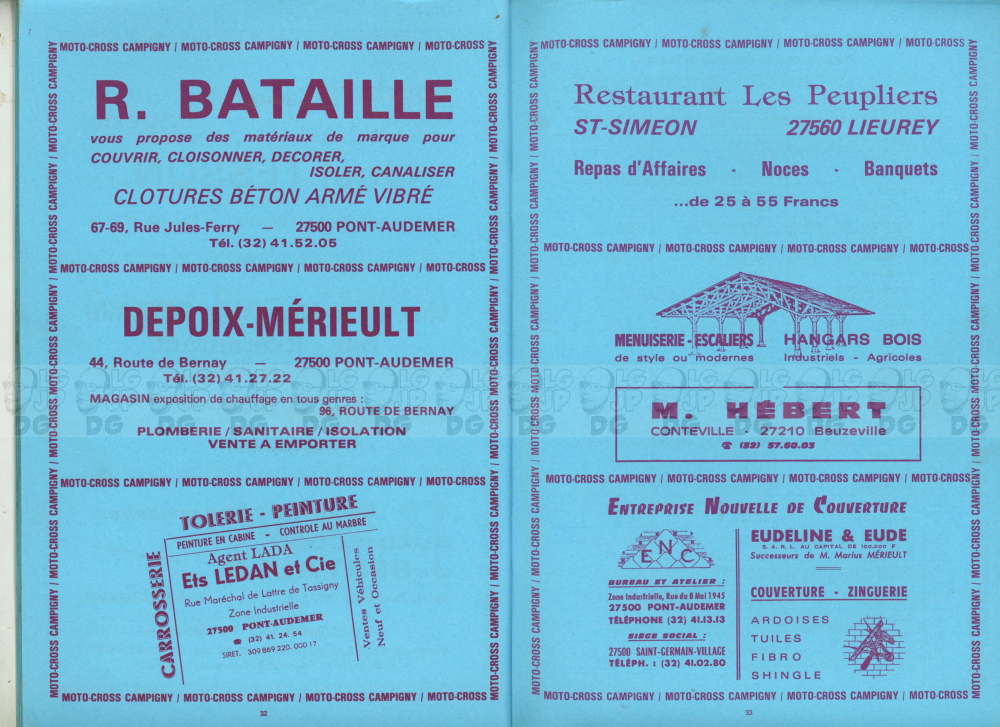 MOTO-CROSS CAMPIGNY / MOTO-CROSS CAMPIGNY / MOTO-CROSS CAMPIGNY / MOTO-CROSS
R. BATAILLE
vous propose des matériaux de marque pour
COUVRIR, CLOISONNER, DECORER,
ISOLER, CANALISER
CLOTURES BÉTON ARMÉ VIBRÉ
67-69, Rue Jules-Ferry — 27500 PONT-AUDEMER
Tél. (32) 41.52.05
MOTO-CROSS CAMPIGNY / MOTO-CROSS CAMPIGNY / MOTO-CROSS CAMPIGNY / MOTO-CROSS
DEPOIX-MÉRIEULT
44, Route de Bernay — 27500 PONT-AUDEMER
Tél. (32) 41.27.22
MAGASIN exposition de chauffage en tous genres :
96, ROUTE DE BERNAY
PLOMBERIE / SANITAIRE / ISOLATION
VENTE A EMPORTER
MOTO-CROSS CAMPIGNY / MOTO-CROSS CAMPIGNY / MOTO-CROSS CAMPIGNY / MOTO-CROSS
TOLERIE - PEINTURE
PEINTURE EN CABINE - CONTROLE AU MARBRE
CARROSSERIE
Agent LADA
Ets LEDAN et Cie
Rue Maréchal de Lattre de Tassigny
Zone Industrielle
27500 PONT-AUDEMER
☎ (32) 41. 24. 54
SIRET. 309 869 220. 000 17
Ventes Véhicules
Neuf et Occasion
MOTO-CROSS CAMPIGNY / MOTO-CROSS CAMPIGNY / MOTO-CROSS CAMPIGNY / MOTO-CROSS
32
MOTO-CROSS CAMPIGNY / MOTO-CROSS CAMPIGNY / MOTO-CROSS CAMPIGNY / MOTO-CROSS
Restaurant Les Peupliers
ST-SIMEON 27560 LIEUREY
Repas d'Affaires - Noces - Banquets
...de 25 à 55 Francs
MOTO-CROSS CAMPIGNY / MOTO-CROSS CAMPIGNY / MOTO-CROSS CAMPIGNY / MOTO-CROSS
MENUISERIE - ESCALIERS HANGARS BOIS
de style ou modernes Industriels - Agricoles
M. HÉBERT
CONTEVILLE - 27210 Beuzeville
☎ (32) 57.60.03
MOTO-CROSS CAMPIGNY / MOTO-CROSS CAMPIGNY / MOTO-CROSS CAMPIGNY / MOTO-CROSS
ENTREPRISE NOUVELLE DE COUVERTURE
ENC
BUREAU ET ATELIER :
Zone Industrielle, Rue du 8 Mai 1945
27500 PONT-AUDEMER
TÉLÉPHONE (32) 41.13.13
SIÈGE SOCIAL :
27500 SAINT-GERMAIN-VILLAGE
TÉLÉPH. : (32) 41.02.80
EUDELINE & EUDE
S.A.R.L. AU CAPITAL DE 100.000 F
Successeurs de M. Marius MÉRIEULT
COUVERTURE - ZINGUERIE
ARDOISES
TUILES
FIBRO
SHINGLE
MOTO-CROSS CAMPIGNY / MOTO-CROSS CAMPIGNY / MOTO-CROSS CAMPIGNY / MOTO-CROSS
33